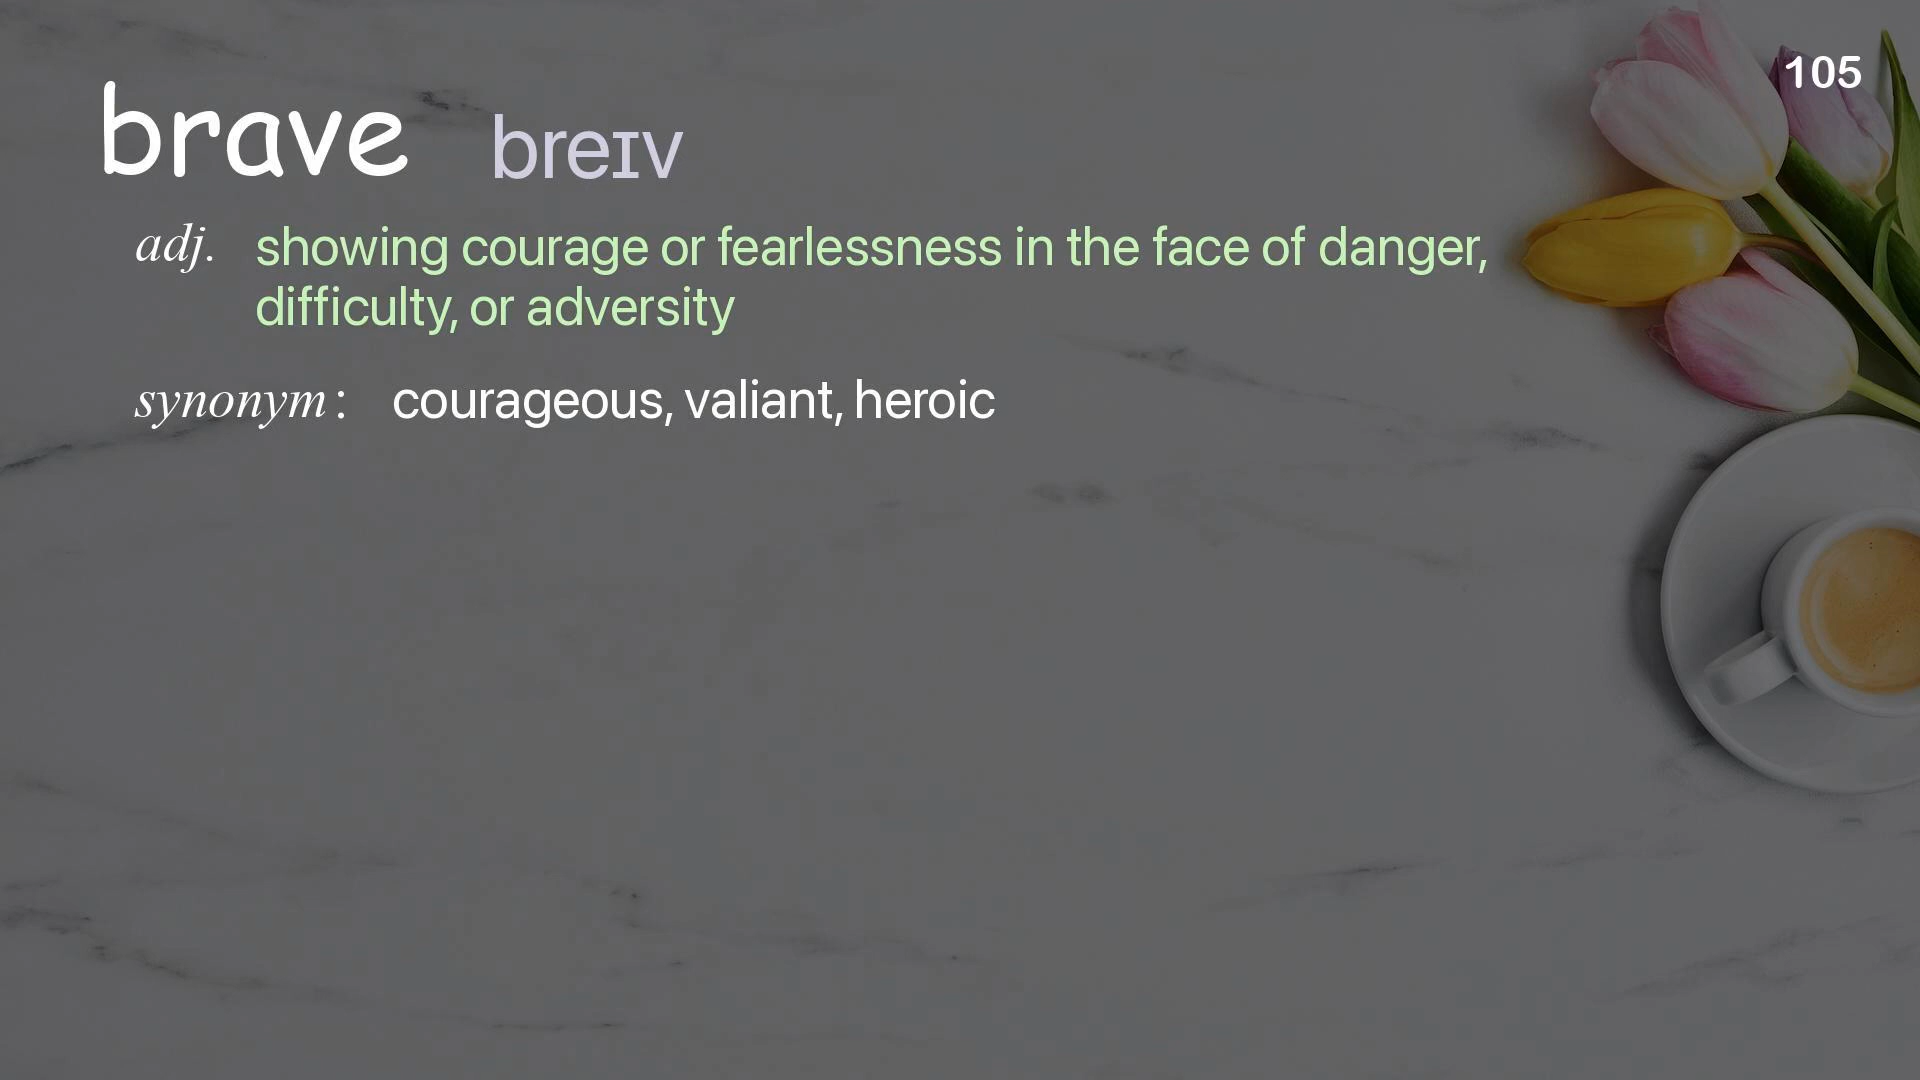 105
brave breɪv
adj. showing courage or fearlessness in the face of danger,
difficulty, or adversity
synonym: courageous, valiant, heroic